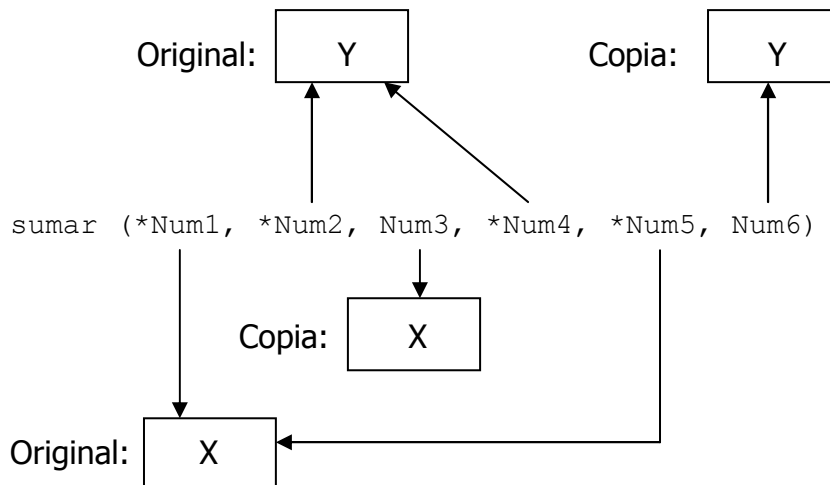 Original: Y Copia: Y
sumar (*Num1, *Num2, Num3, *Num4, *Num5, Num6)
Copia: X
Original: X